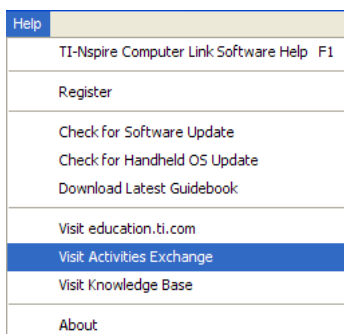 Help
TI-Nspire Computer Link Software Help F1
Register
Check for Software Update
Check for Handheld OS Update
Download Latest Guidebook
Visit education.ti.com
Visit Activities Exchange
Visit Knowledge Base
About